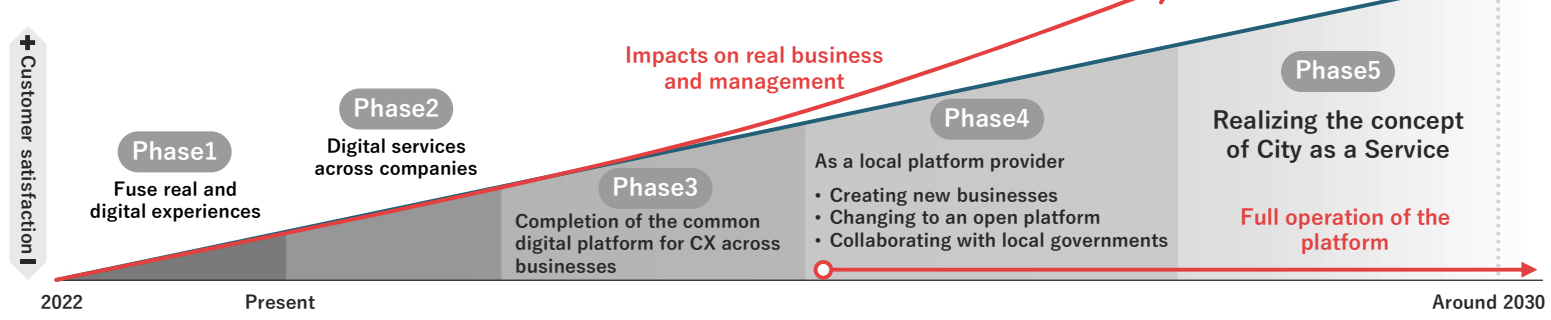 + Customer satisfaction −
Phase1
Fuse real and
digital experiences
Phase2
Digital services
across companies
Impacts on real business
and management
Phase3
Completion of the common
digital platform for CX across
businesses
Phase4
As a local platform provider
・Creating new businesses
・Changing to an open platform
・Collaborating with local governments
Phase5
Realizing the concept
of City as a Service
Full operation of the
platform
2022
Present
Around 2030